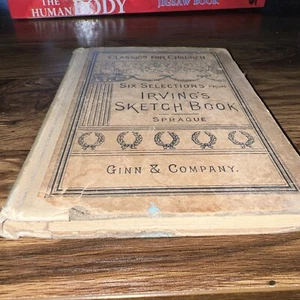 THE
HUMAN BODY
JIGSAW BOOK
CLASSICS FOR CHILDREN
SIX SELECTIONS FROM
IRVING'S
SKETCH BOOK
SPRAGUE
GINN & COMPANY.